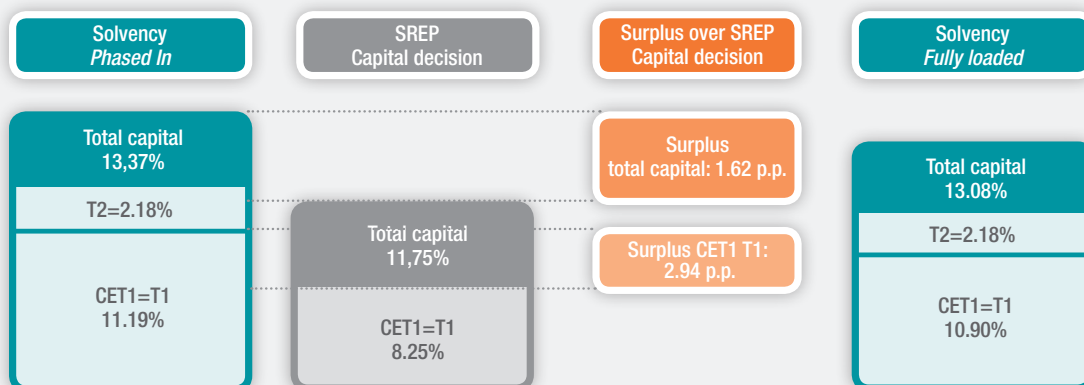 Solvency
Phased In
SREP
Capital decision
Surplus over SREP
Capital decision
Solvency
Fully loaded
Total capital
13,37%
T2=2.18%
CET1=T1
11.19%
Total capital
11,75%
CET1=T1
8.25%
Surplus
total capital: 1.62 p.p.
Surplus CET1 T1:
2.94 p.p.
Total capital
13.08%
T2=2.18%
CET1=T1
10.90%